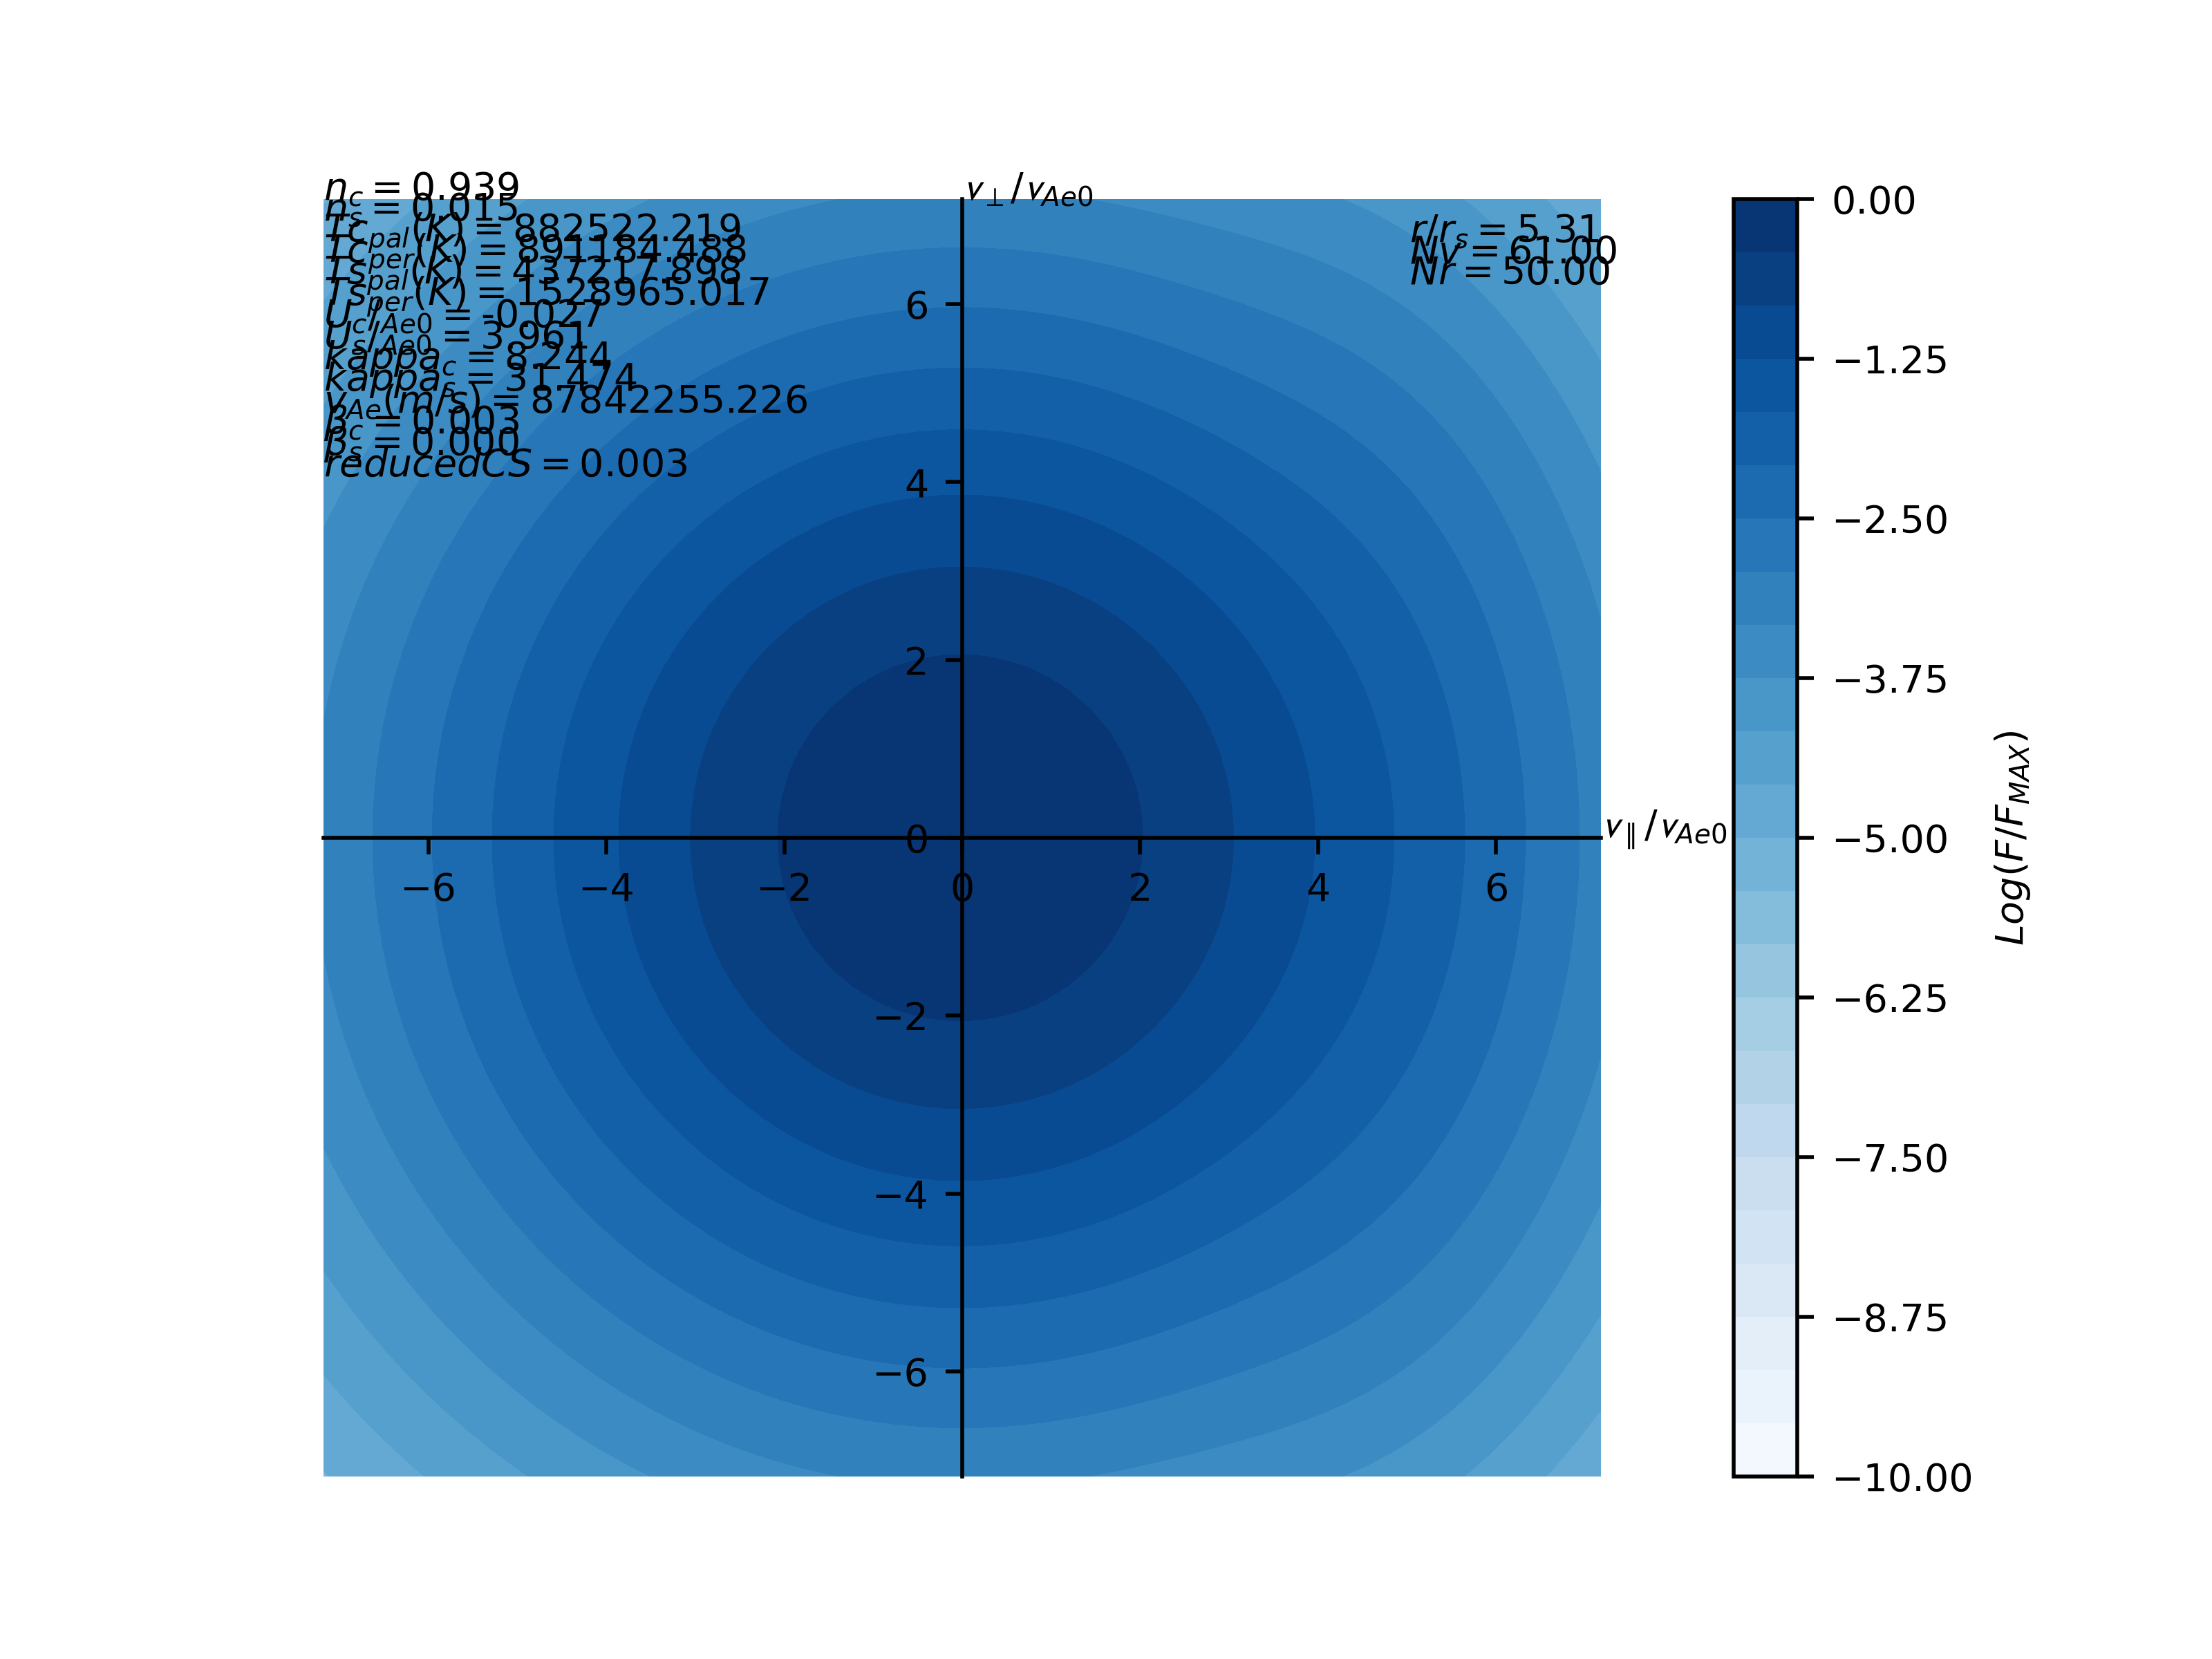 n_c = 0.939
n_s = 0.015
Tc_pal(K) = 882522.219
Tc_per(K) = 891184.488
Ts_pal(K) = 437217.898
Ts_per(K) = 1528965.017
U_c/Ae0 = -0.027
U_s/Ae0 = 3.961
kappa_c = 8.244
kappa_s = 31.474
v_Ae(m/s) = 87842255.226
β_c = 0.003
β_s = 0.000
reducedCS = 0.003
v⊥/v_Ae0
r/r_s = 5.31
Nv = 61.00
Nr = 50.00
6
4
2
0
−2
−4
−6
−6 −4 −2 0 2 4 6
v∥/v_Ae0
0.00
−1.25
−2.50
−3.75
−5.00
−6.25
−7.50
−8.75
−10.00
Log(F/F_MAX)